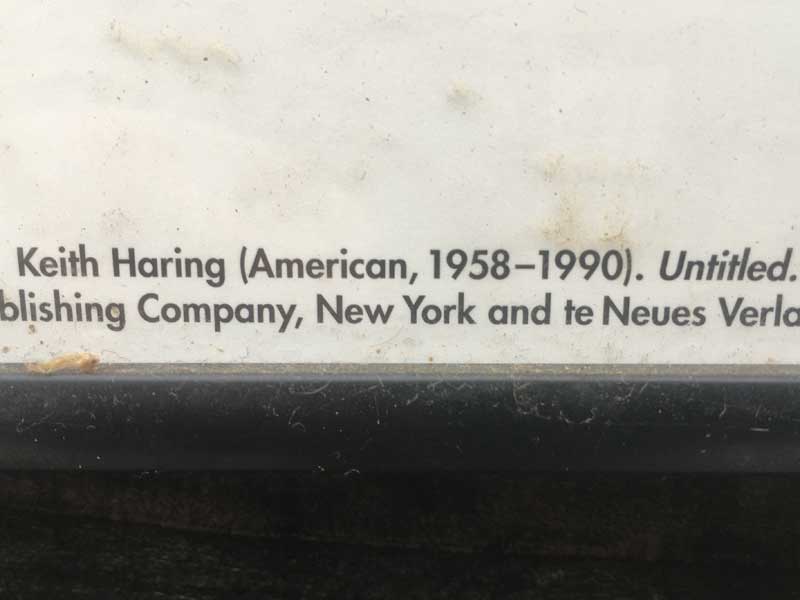 Keith Haring (American, 1958–1990). Untitled.
blishing Company, New York and te Neues Verla